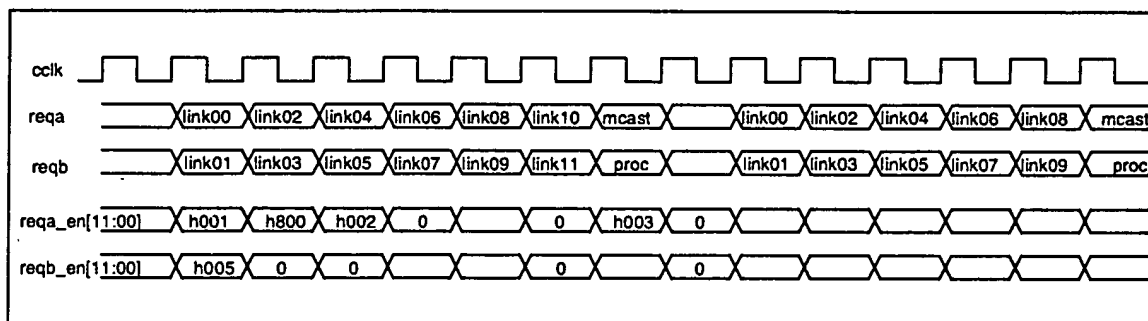 cclk
reqa link00 link02 link04 link06 link08 link10 mcast link00 link02 link04 link06 link08 mcast
reqb link01 link03 link05 link07 link09 link11 proc link01 link03 link05 link07 link09 proc
reqa_en[11:00] h001 h800 h002 0 0 h003 0
reqb_en[11:00] h005 0 0 0 0